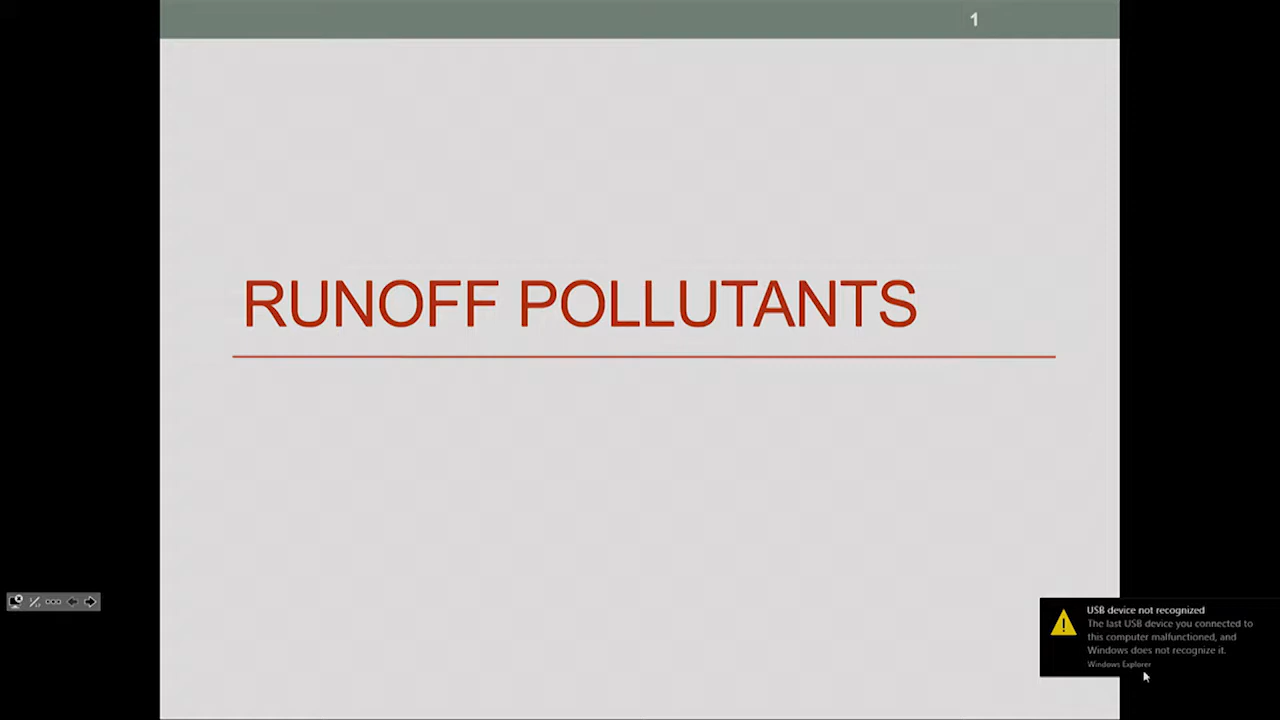 1
RUNOFF POLLUTANTS
USB device not recognized
The last USB device you connected to
this computer malfunctioned, and
Windows does not recognize it.
Windows Explorer